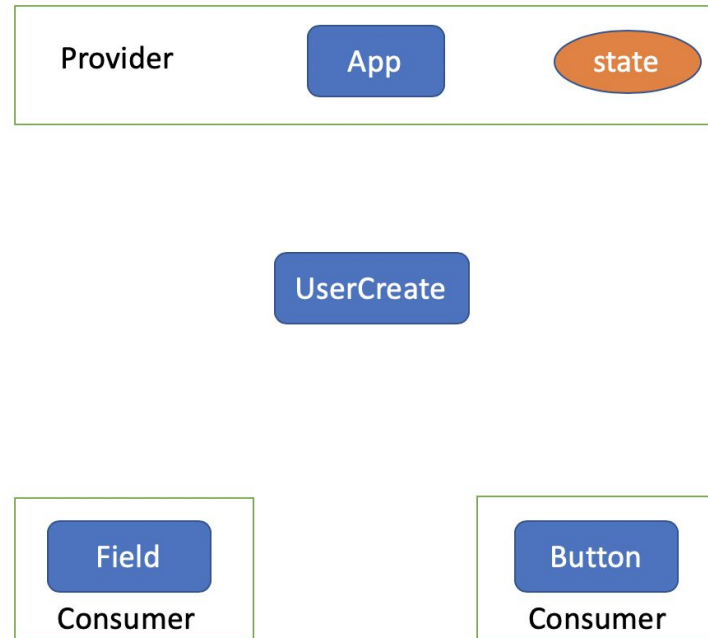 Provider App state
UserCreate
Field Button
Consumer Consumer